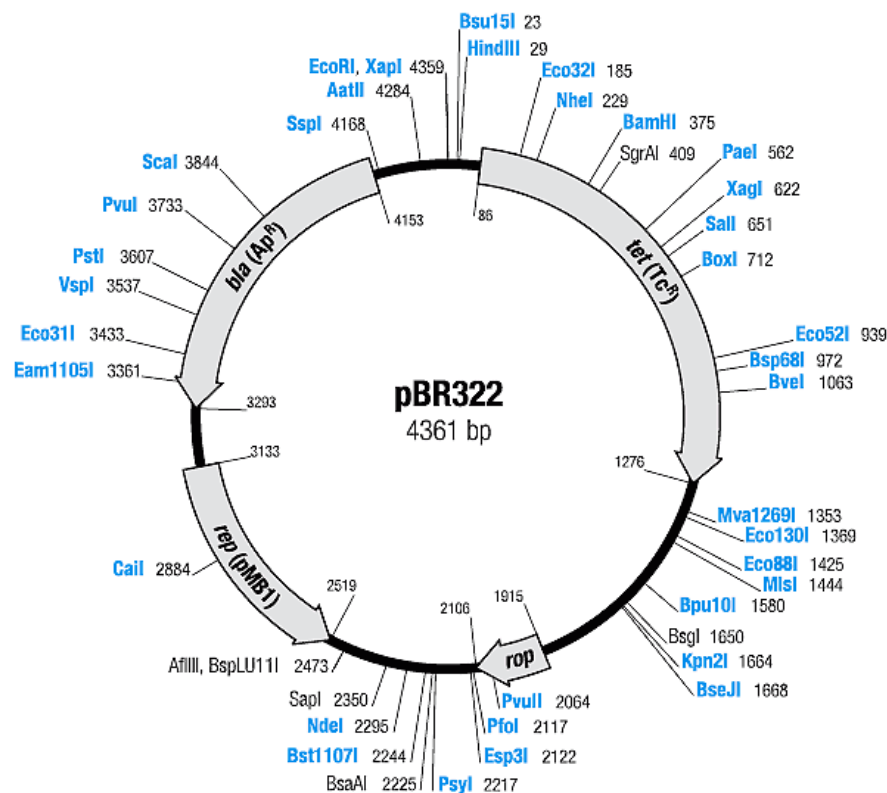 Bsu15I 23
HindIII 29
EcoRI, XapI 4359
AatII 4284
SspI 4168
Eco32I 185
NheI 229
BamHI 375
SgrAI 409
PaeI 562
XagI 622
SalI 651
BoxI 712
ScaI 3844
PvuI 3733
PstI 3607
VspI 3537
Eco31I 3433
Eam1105I 3361
4153
86
bla (ApR)
tet (TcR)
Eco52I 939
Bsp68I 972
BveI 1063
pBR322
4361 bp
3293
3133
1276
Mva1269I 1353
Eco130I 1369
Eco88I 1425
MlsI 1444
Bpu10I 1580
BsgI 1650
Kpn2I 1664
BseJI 1668
rep (pMB1)
CaiI 2884
2519
2106
1915
rop
AflIII, BspLU11I 2473
SapI 2350
NdeI 2295
Bst1107I 2244
BsaAI 2225
PvuII 2064
PfoI 2117
Esp3I 2122
PsyI 2217